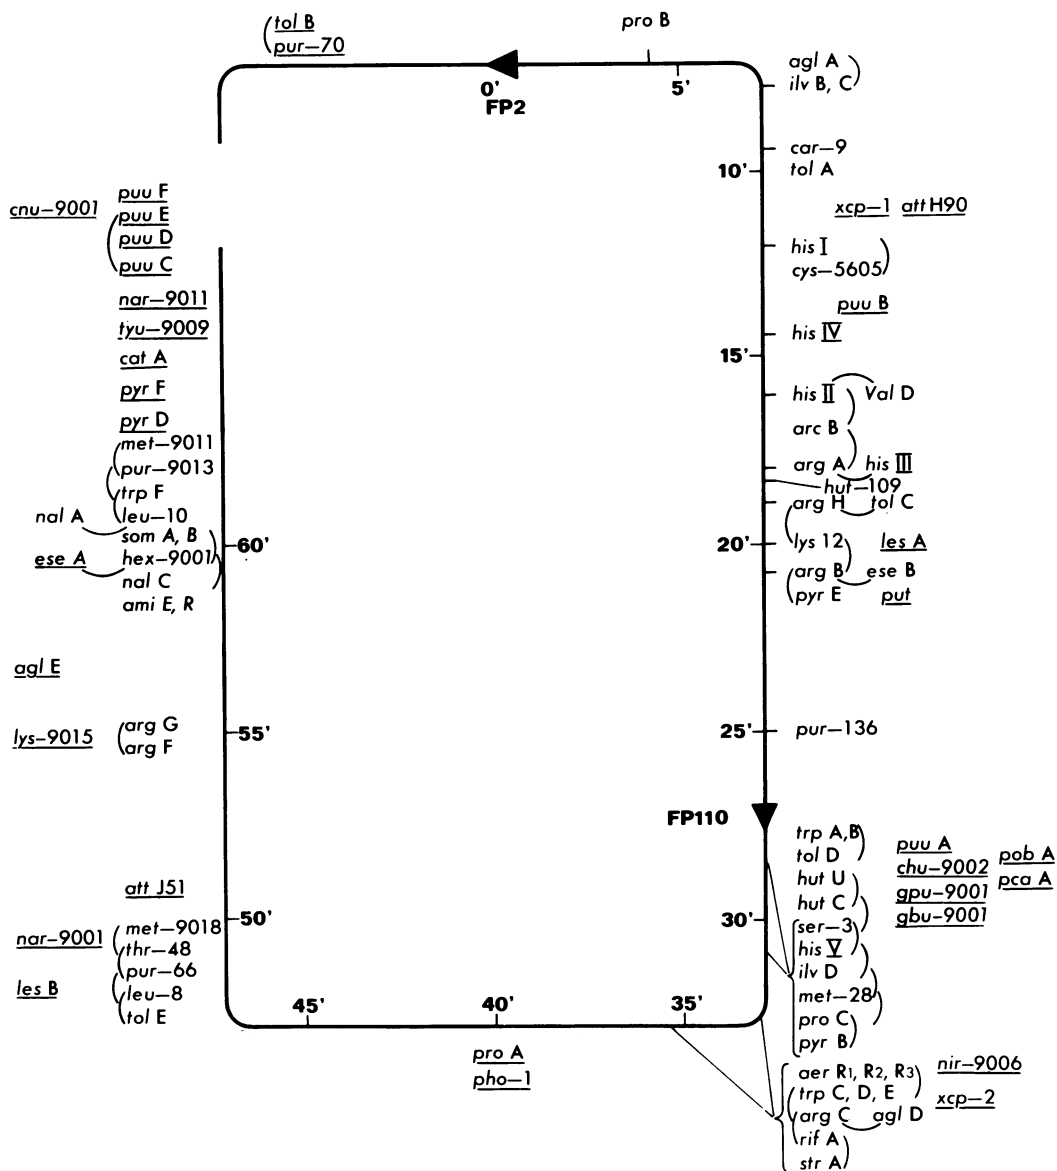 tol B
pur–70
pro B
0'
FP2
5'
agl A
ilv B, C
car–9
10'
tol A
xcp–1 att H90
his I
cys–5605
puu B
his IV
15'
his II Val D
arc B
arg A his III
hut–109
arg H tol C
20'
lys 12 les A
arg B ese B
pyr E put
25'
pur–136
FP110
trp A,B
tol D
puu A
pob A
hut U
chu–9002
pca A
hut C
gpu–9001
gbu–9001
30'
ser–3
his V
ilv D
met–28
pro C
pyr B
35'
aer R1, R2, R3
nir–9006
trp C, D, E
xcp–2
arg C agl D
rif A
str A
40'
pro A
pho–1
45'
cnu–9001
puu F
puu E
puu D
puu C
nar–9011
tyu–9009
cat A
pyr F
pyr D
met–9011
pur–9013
trp F
nal A leu–10
som A, B
60'
ese A hex–9001
nal C
ami E, R
agl E
arg G
lys–9015
arg F
55'
att J51
50'
met–9018
nar–9001
thr–48
pur–66
les B
leu–8
tol E